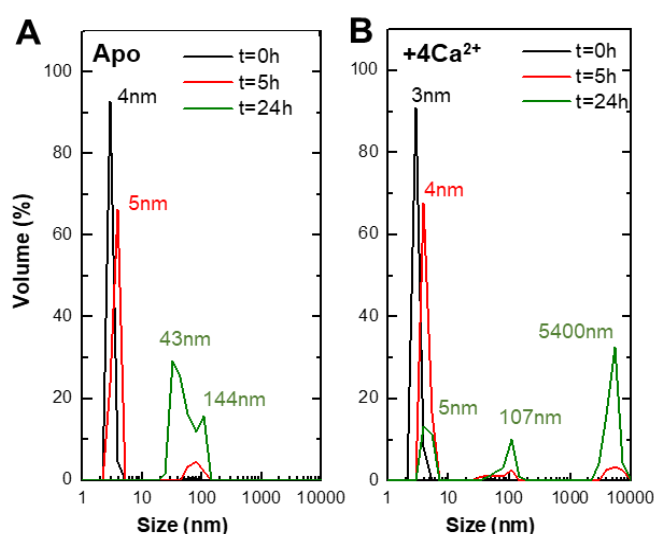 A
Apo
t=0h
t=5h
t=24h
4nm
5nm
43nm
144nm
Volume (%)
100
80
60
40
20
0
1 10 100 1000 10000
Size (nm)
B
+4Ca²⁺
t=0h
t=5h
t=24h
3nm
4nm
5nm
107nm
5400nm
100
80
60
40
20
0
1 10 100 1000 10000
Size (nm)